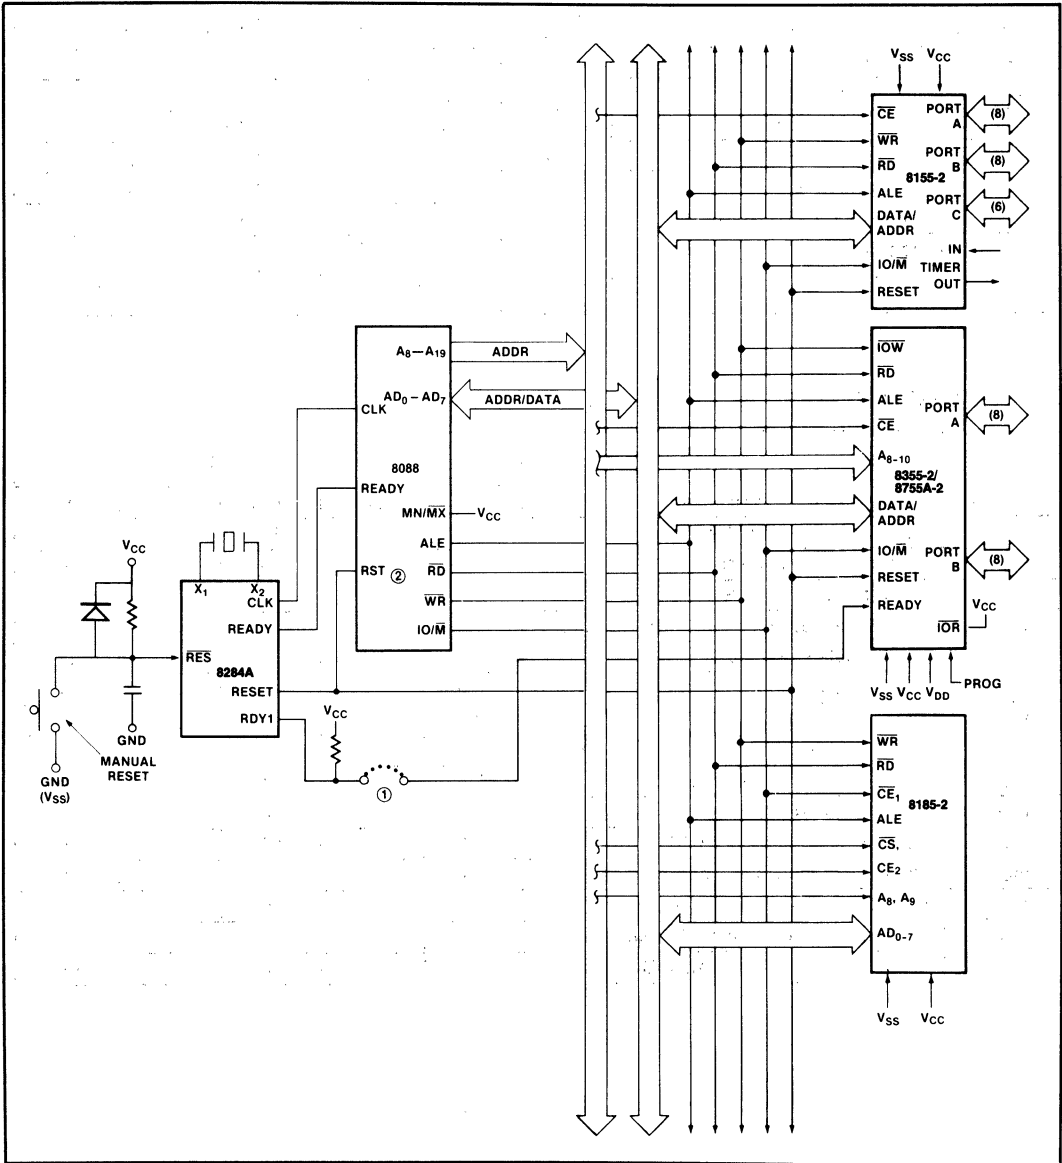 VSS VCC
CE PORT A (8)
WR
PORT B (8)
RD
8155-2
ALE
PORT C (6)
DATA/
ADDR
IN
IO/M TIMER
OUT
RESET
A8—A19 ADDR
AD0 – AD7 ADDR/DATA
CLK
8088
READY
MN/MX VCC
ALE
RST ② RD
WR
IO/M
IOW
RD
ALE
PORT A (8)
CE
A8-10
8355-2/
8755A-2
DATA/
ADDR
IO/M PORT B (8)
RESET
READY
VCC
IOR
VSS VCC VDD PROG
VCC
X1 X2
CLK
READY
RES
8284A
RESET
RDY1
VCC
①
GND
MANUAL
RESET
GND
(VSS)
WR
RD
CE1
8185-2
ALE
CS,
CE2
A8, A9
AD0-7
VSS VCC